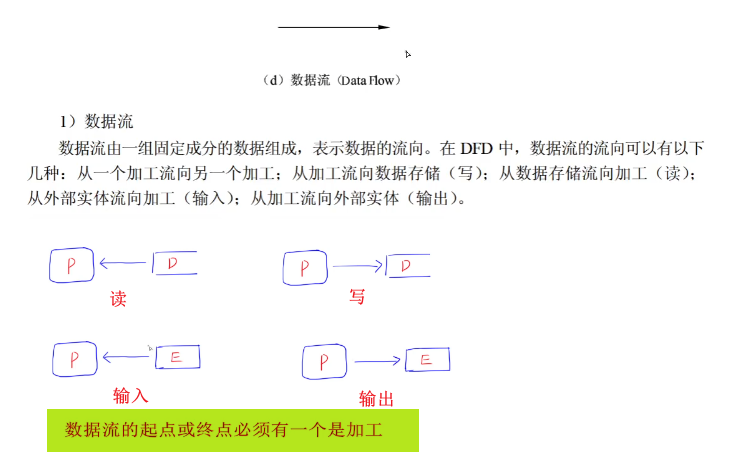 （d）数据流（Data Flow）
1）数据流
数据流由一组固定成分的数据组成，表示数据的流向。在 DFD 中，数据流的流向可以有以下
几种：从一个加工流向另一个加工；从加工流向数据存储（写）；从数据存储流向加工（读）；
从外部实体流向加工（输入）；从加工流向外部实体（输出）。
P D P D
读 写
P E P E
输入 输出
数据流的起点或终点必须有一个是加工